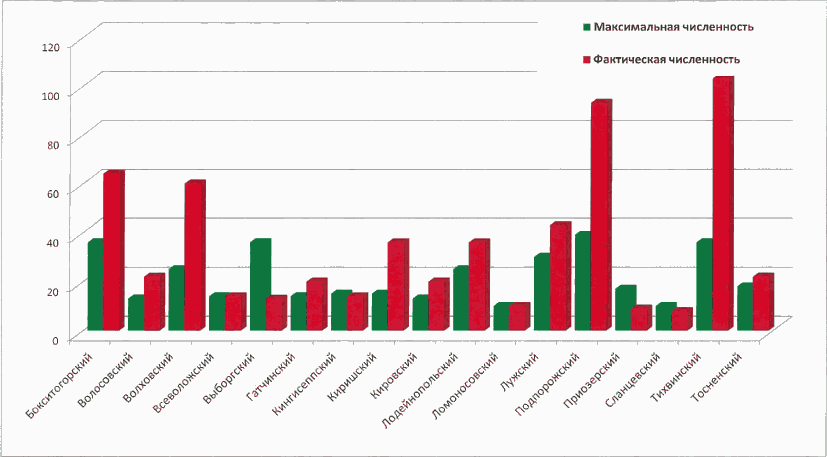 Максимальная численность
Фактическая численность
120
100
80
60
40
20
0
Бокситогорский
Волосовский
Волховский
Всеволожский
Выборгский
Гатчинский
Кингисеппский
Киришский
Кировский
Лодейнопольский
Ломоносовский
Лужский
Подпорожский
Приозерский
Сланцевский
Тихвинский
Тосненский